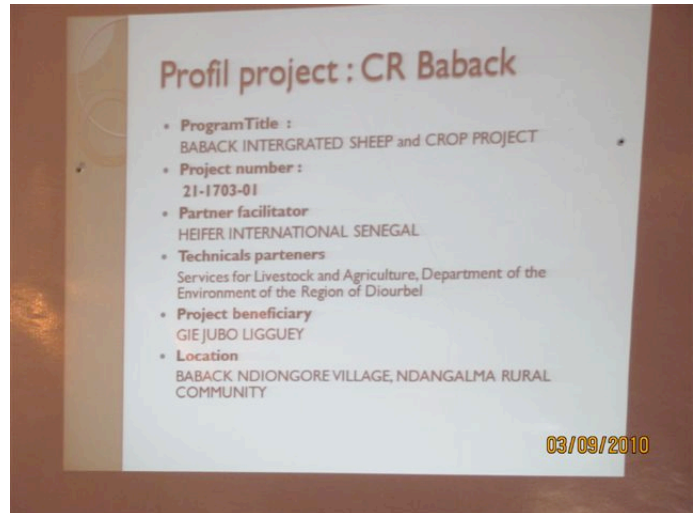 Profil project : CR Baback
• Program Title :
BABACK INTERGRATED SHEEP and CROP PROJECT
• Project number :
21-1703-01
• Partner facilitator
HEIFER INTERNATIONAL SENEGAL
• Technicals parteners
Services for Livestock and Agriculture, Department of the
Environment of the Region of Diourbel
• Project beneficiary
GIE JUBO LIGGUEY
• Location
BABACK NDIONGORE VILLAGE, NDANGALMA RURAL
COMMUNITY
03/09/2010